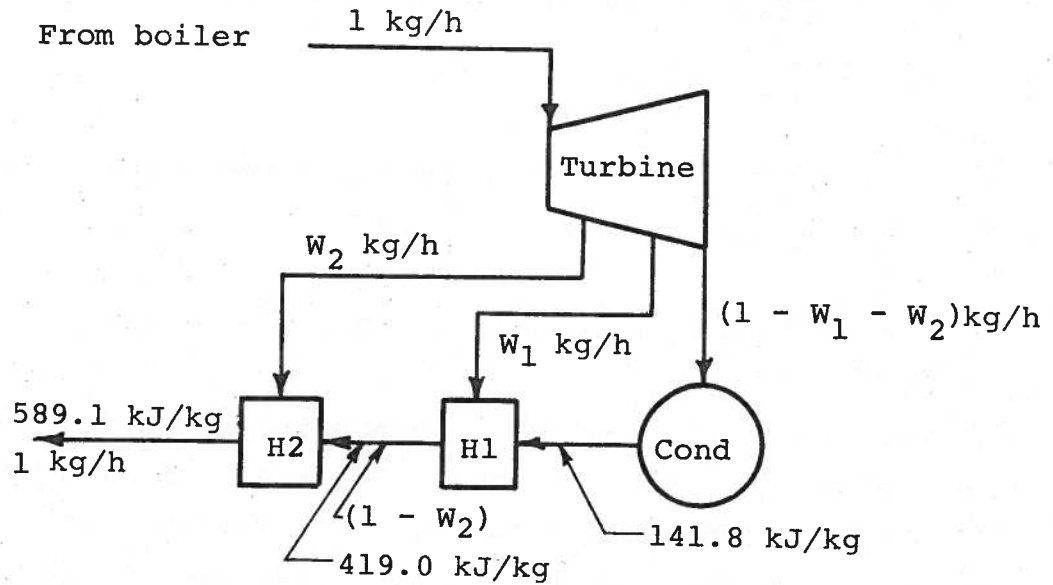 From boiler
1 kg/h
Turbine
W2 kg/h
W1 kg/h
(1 - W1 - W2)kg/h
589.1 kJ/kg
1 kg/h
H2
H1
Cond
(1 - W2)
419.0 kJ/kg
141.8 kJ/kg